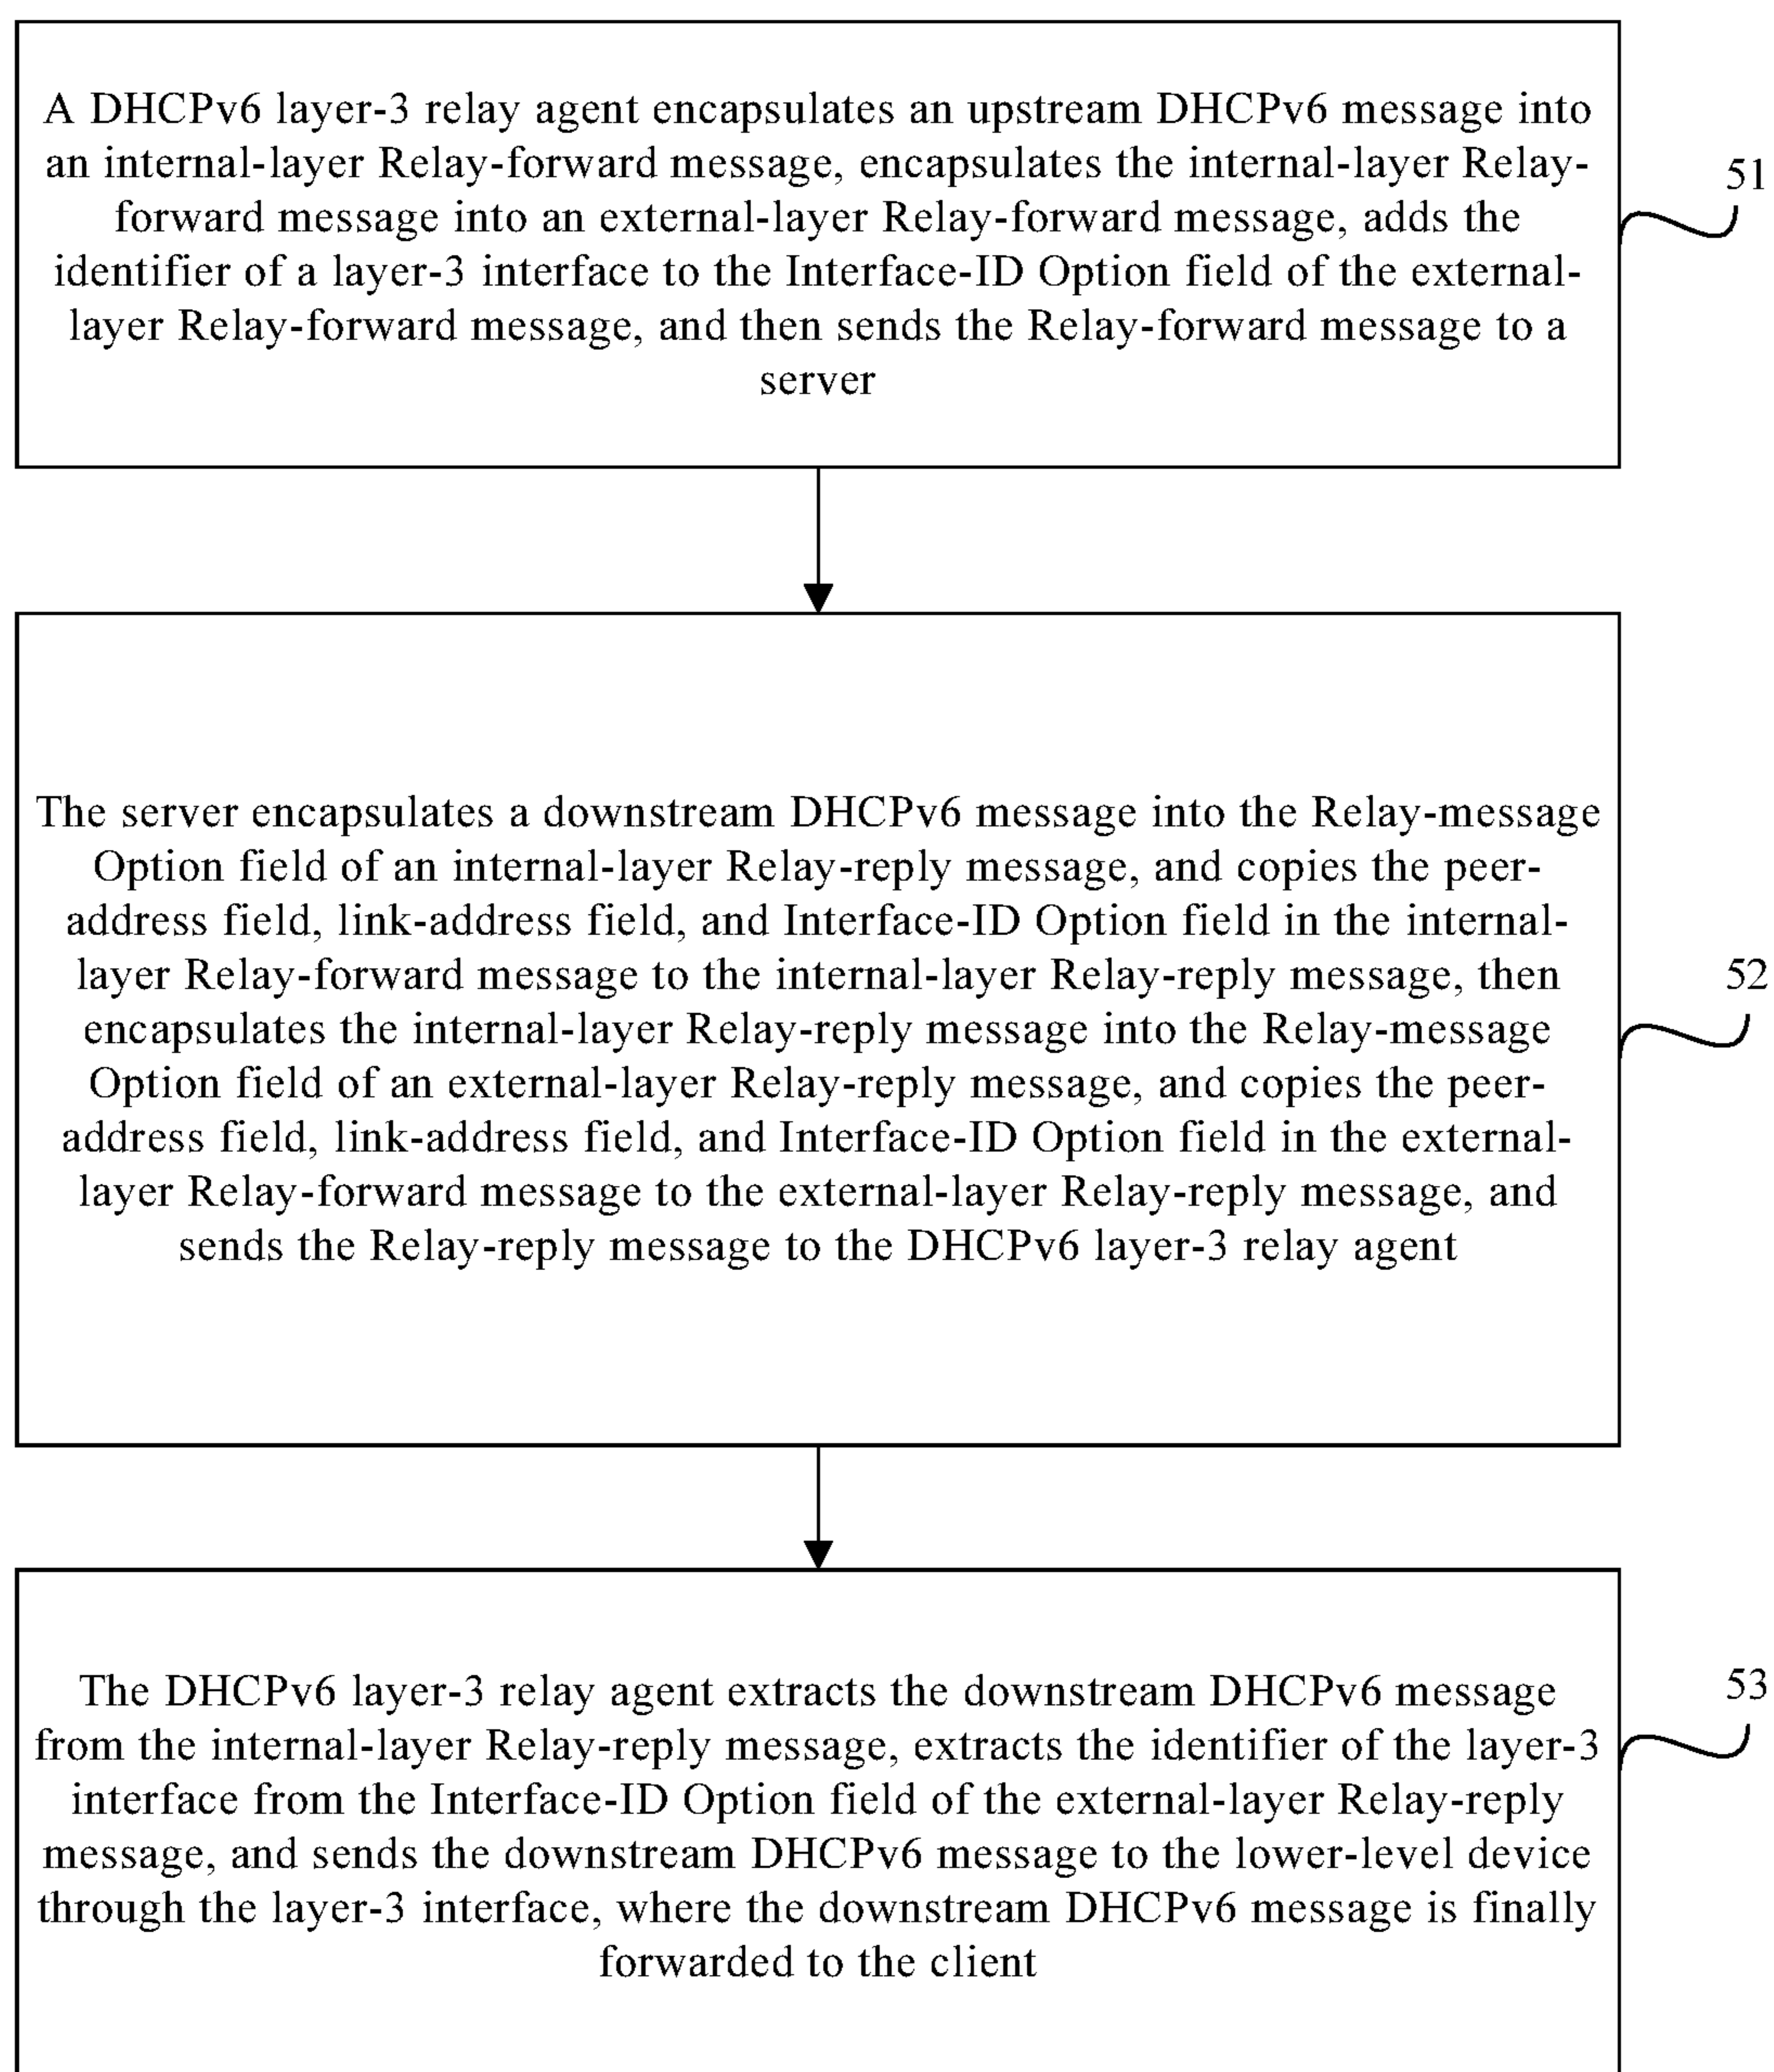 A DHCPv6 layer-3 relay agent encapsulates an upstream DHCPv6 message into
an internal-layer Relay-forward message, encapsulates the internal-layer Relay-
forward message into an external-layer Relay-forward message, adds the
identifier of a layer-3 interface to the Interface-ID Option field of the external-
layer Relay-forward message, and then sends the Relay-forward message to a
server
51
The server encapsulates a downstream DHCPv6 message into the Relay-message
Option field of an internal-layer Relay-reply message, and copies the peer-
address field, link-address field, and Interface-ID Option field in the internal-
layer Relay-forward message to the internal-layer Relay-reply message, then
encapsulates the internal-layer Relay-reply message into the Relay-message
Option field of an external-layer Relay-reply message, and copies the peer-
address field, link-address field, and Interface-ID Option field in the external-
layer Relay-forward message to the external-layer Relay-reply message, and
sends the Relay-reply message to the DHCPv6 layer-3 relay agent
52
The DHCPv6 layer-3 relay agent extracts the downstream DHCPv6 message
from the internal-layer Relay-reply message, extracts the identifier of the layer-3
interface from the Interface-ID Option field of the external-layer Relay-reply
message, and sends the downstream DHCPv6 message to the lower-level device
through the layer-3 interface, where the downstream DHCPv6 message is finally
forwarded to the client
53